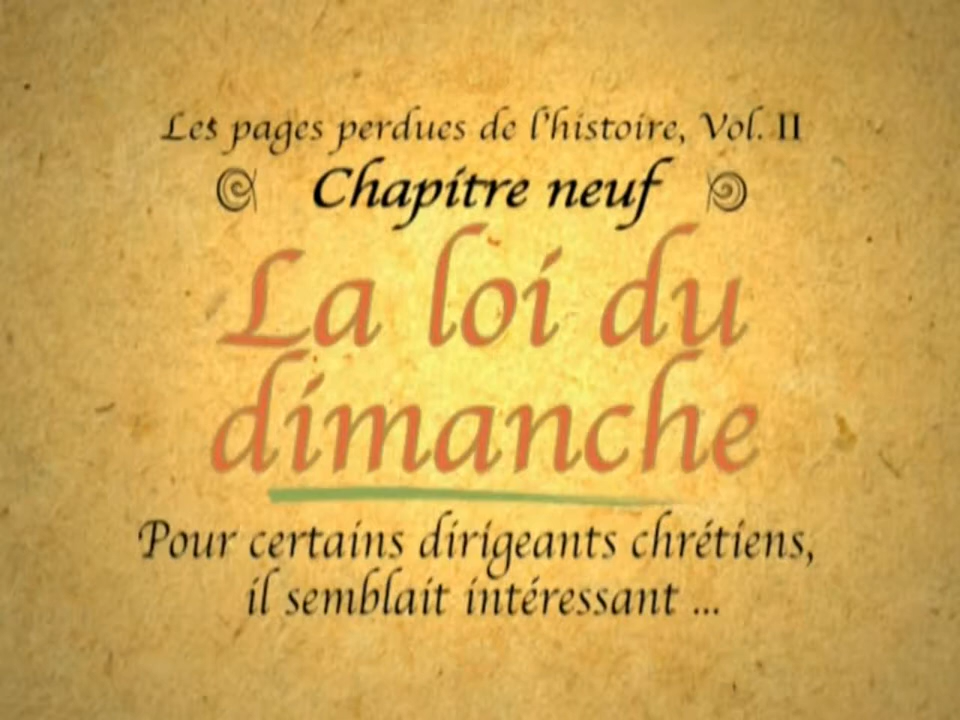 Les pages perdues de l'histoire, Vol. II
Chapitre neuf
La loi du
dimanche
Pour certains dirigeants chrétiens,
il semblait intéressant ...